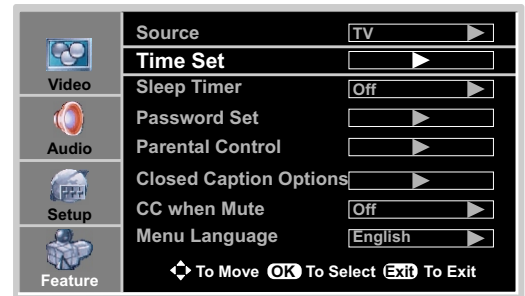 Video
Audio
Setup
Feature
Source TV
Time Set
Sleep Timer Off
Password Set
Parental Control
Closed Caption Options
CC when Mute Off
Menu Language English
To Move OK To Select Exit To Exit